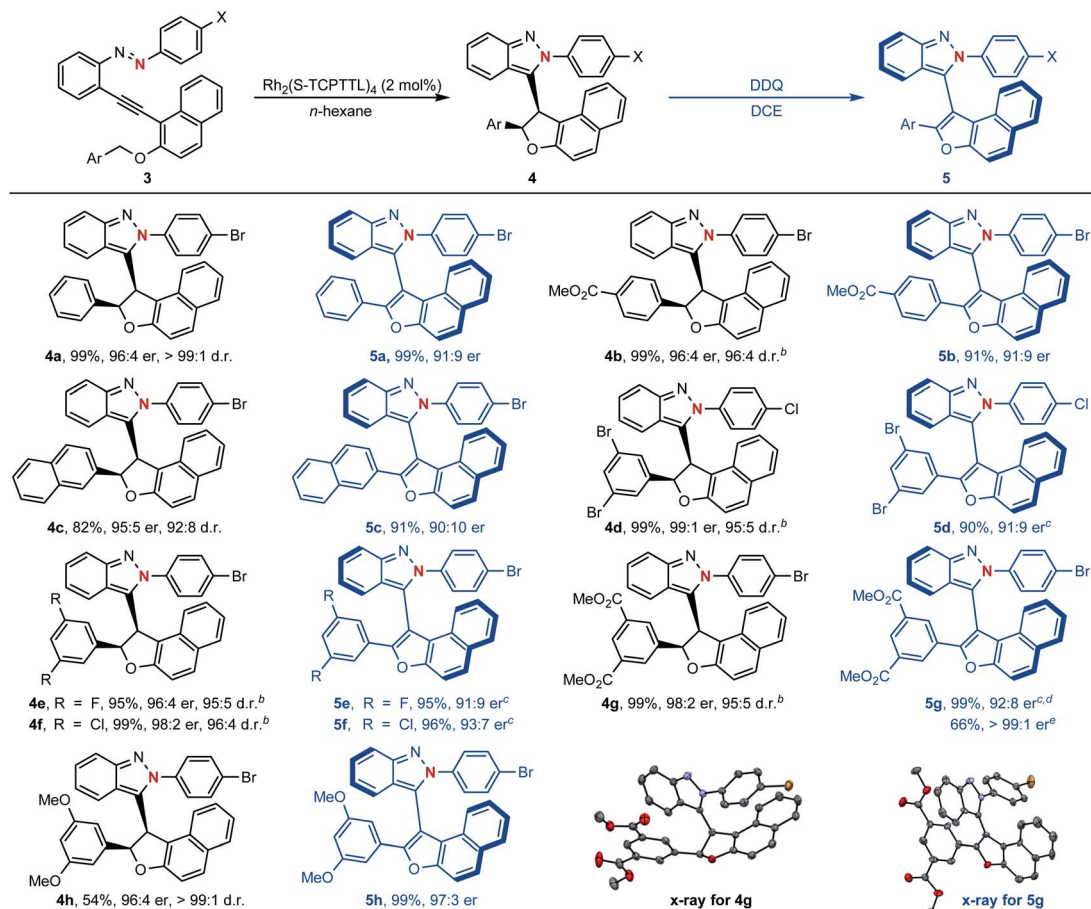 X
N
N
Ar
O
3
Rh2(S-TCPTTL)4 (2 mol%)
n-hexane
N
N
X
Ar
O
4
DDQ
DCE
N
N
X
Ar
O
5
N
N
Br
O
4a, 99%, 96:4 er, > 99:1 d.r.
N
N
Br
O
5a, 99%, 91:9 er
N
N
Br
MeO2C
O
4b, 99%, 96:4 er, 96:4 d.r.b
N
N
Br
MeO2C
O
5b, 91%, 91:9 er
N
N
Br
O
4c, 82%, 95:5 er, 92:8 d.r.
N
N
Br
O
5c, 91%, 90:10 er
N
N
Cl
Br
O
Br
4d, 99%, 99:1 er, 95:5 d.r.b
N
N
Cl
Br
O
Br
5d, 90%, 91:9 erc
N
N
Br
R
O
R
4e, R = F, 95%, 96:4 er, 95:5 d.r.b
4f, R = Cl, 99%, 98:2 er, 96:4 d.r.b
N
N
Br
R
O
R
5e, R = F, 95%, 91:9 erc
5f, R = Cl, 96%, 93:7 erc
N
N
Br
MeO2C
O
MeO2C
4g, 99%, 98:2 er, 95:5 d.r.b
N
N
Br
MeO2C
O
MeO2C
5g, 99%, 92:8 erc,d
66%, > 99:1 ere
N
N
Br
MeO
O
MeO
4h, 54%, 96:4 er, > 99:1 d.r.
N
N
Br
MeO
O
MeO
5h, 99%, 97:3 er
x-ray for 4g
x-ray for 5g